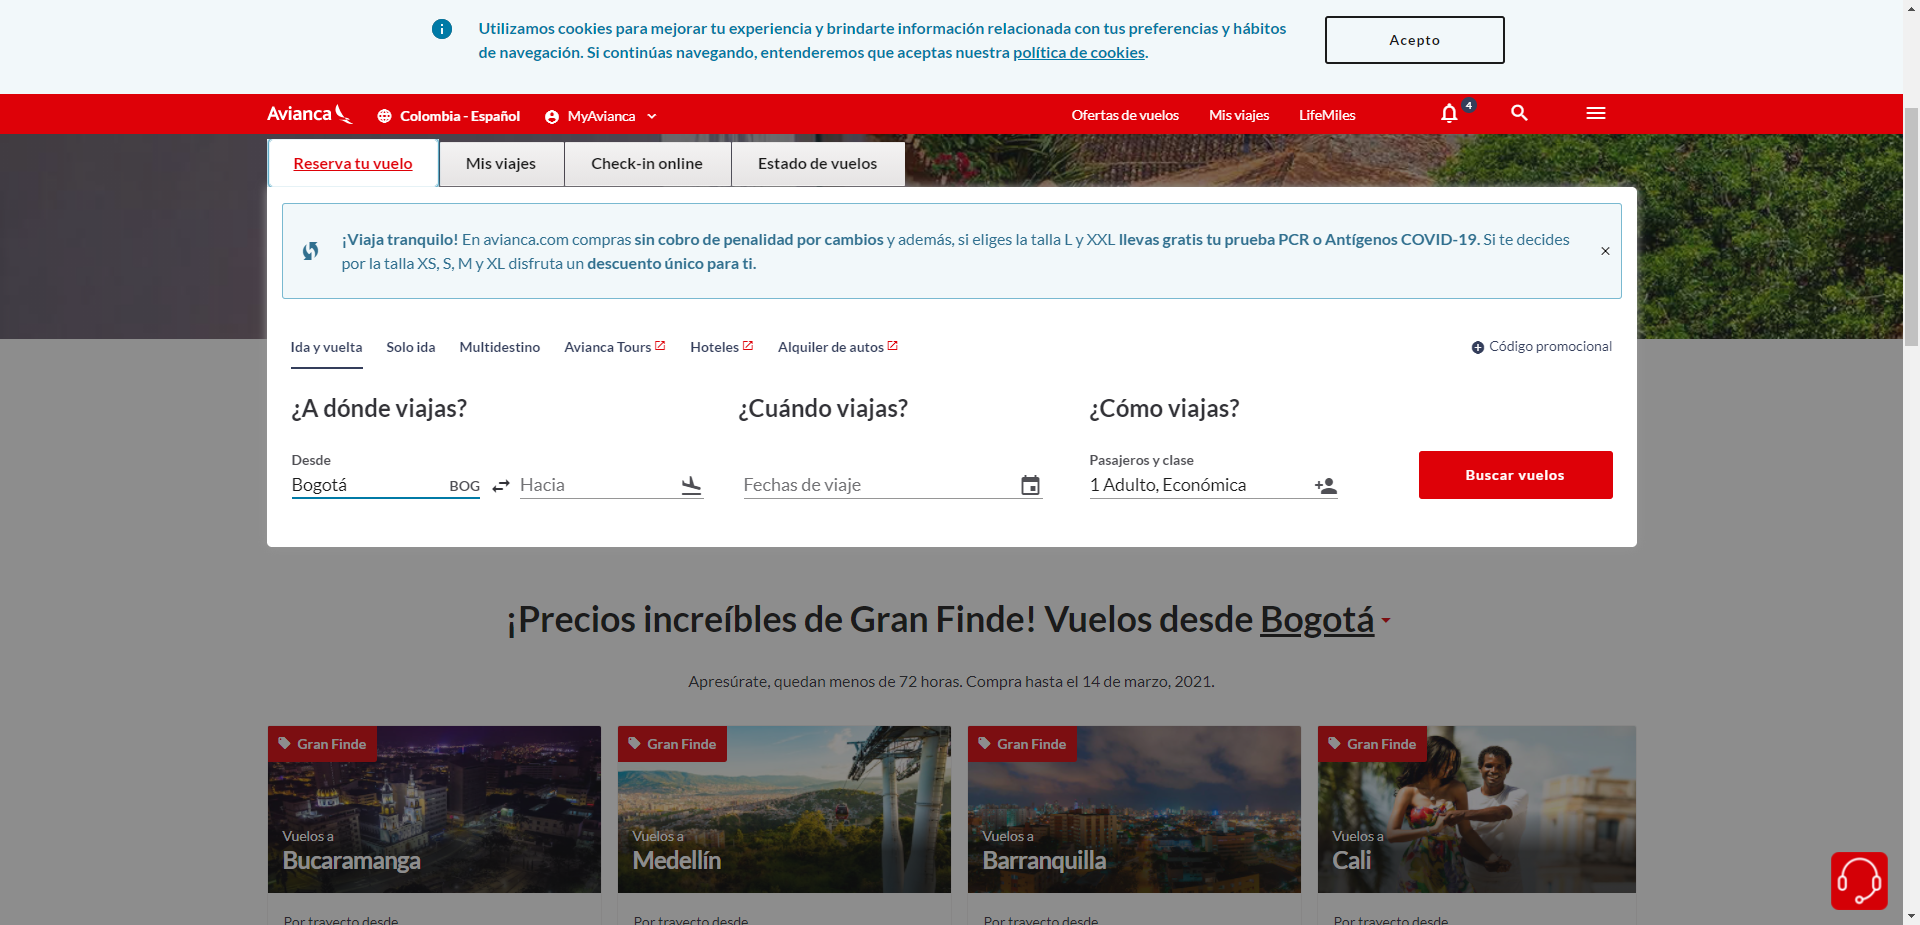 Utilizamos cookies para mejorar tu experiencia y brindarte información relacionada con tus preferencias y hábitos
de navegación. Si continúas navegando, entenderemos que aceptas nuestra política de cookies.
Acepto
Avianca
Colombia - Español
MyAvianca
Ofertas de vuelos
Mis viajes
LifeMiles
4
Reserva tu vuelo
Mis viajes
Check-in online
Estado de vuelos
¡Viaja tranquilo! En avianca.com compras sin cobro de penalidad por cambios y además, si eliges la talla L y XXL llevas gratis tu prueba PCR o Antígenos COVID-19. Si te decides
por la talla XS, S, M y XL disfruta un descuento único para ti.
Ida y vuelta
Solo ida
Multidestino
Avianca Tours
Hoteles
Alquiler de autos
Código promocional
¿A dónde viajas?
¿Cuándo viajas?
¿Cómo viajas?
Desde
Pasajeros y clase
Bogotá
BOG
Hacia
Fechas de viaje
1 Adulto, Económica
Buscar vuelos
¡Precios increíbles de Gran Finde! Vuelos desde Bogotá
Apresúrate, quedan menos de 72 horas. Compra hasta el 14 de marzo, 2021.
Gran Finde
Vuelos a
Bucaramanga
Por trayecto desde
Gran Finde
Vuelos a
Medellín
Por trayecto desde
Gran Finde
Vuelos a
Barranquilla
Por trayecto desde
Gran Finde
Vuelos a
Cali
Por trayecto desde